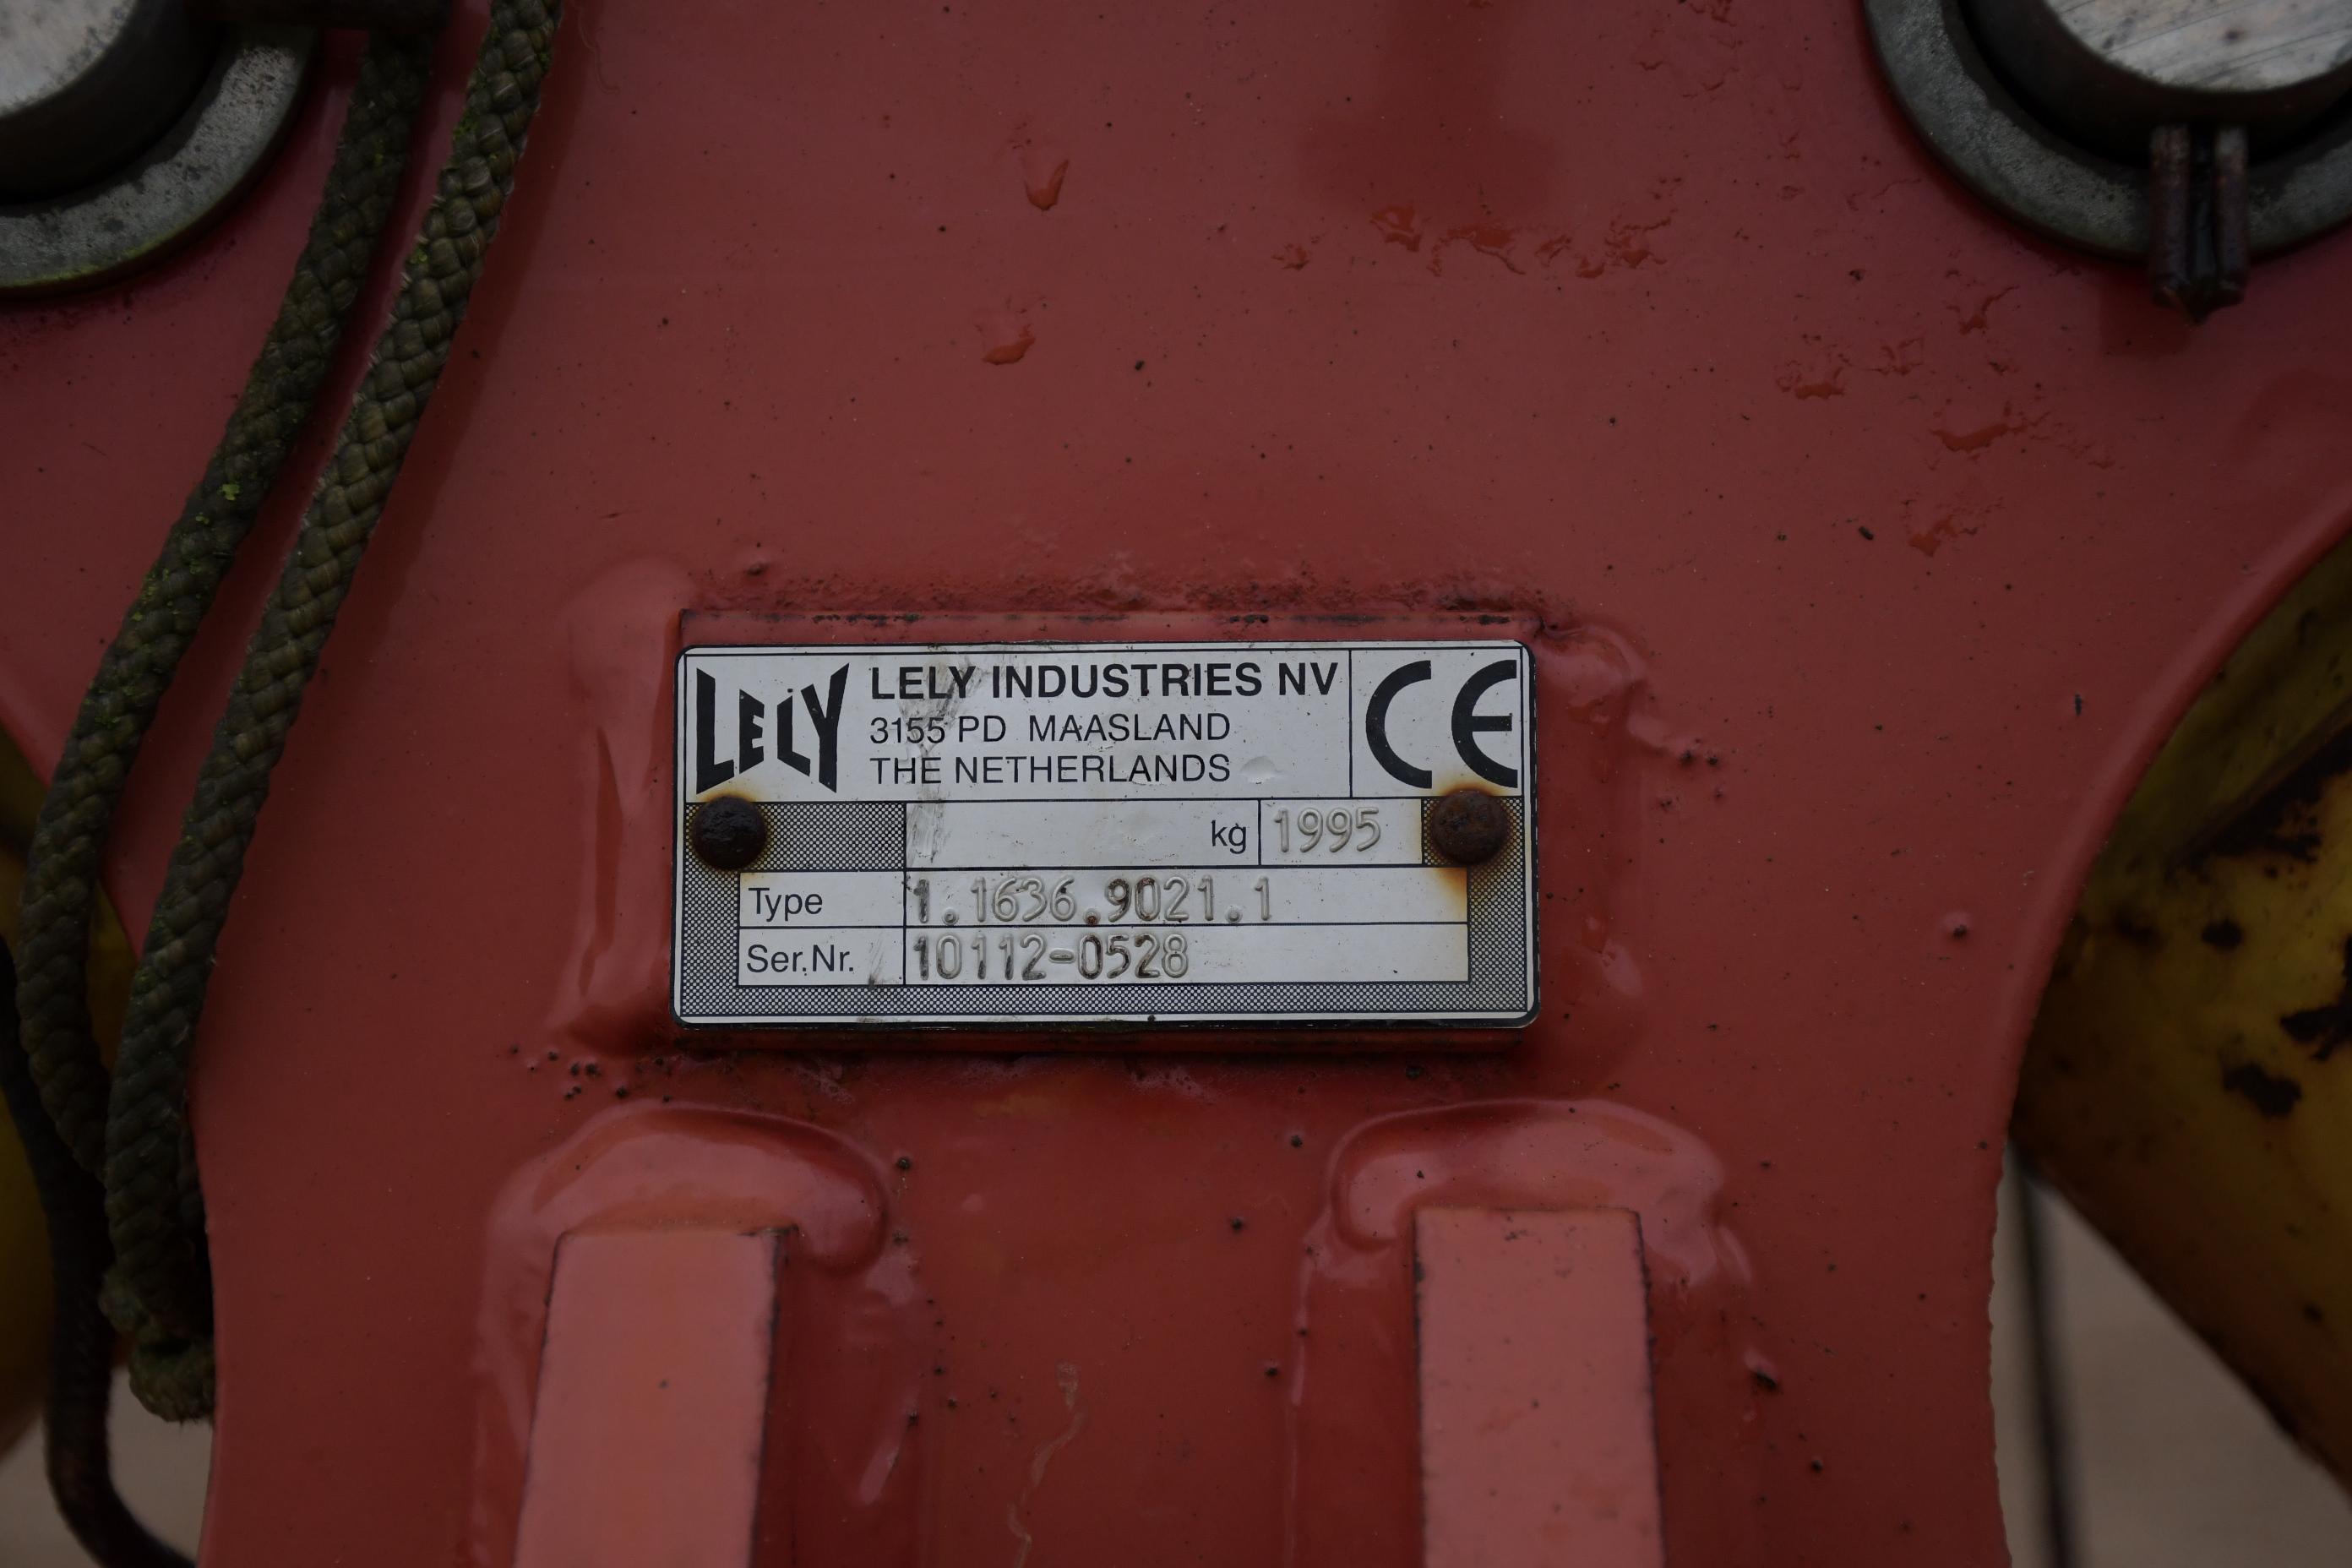 LELY
LELY INDUSTRIES NV
3155 PD MAASLAND
THE NETHERLANDS
CE
kg 1995
Type 1.1636.9021.1
Ser.Nr. 10112-0528